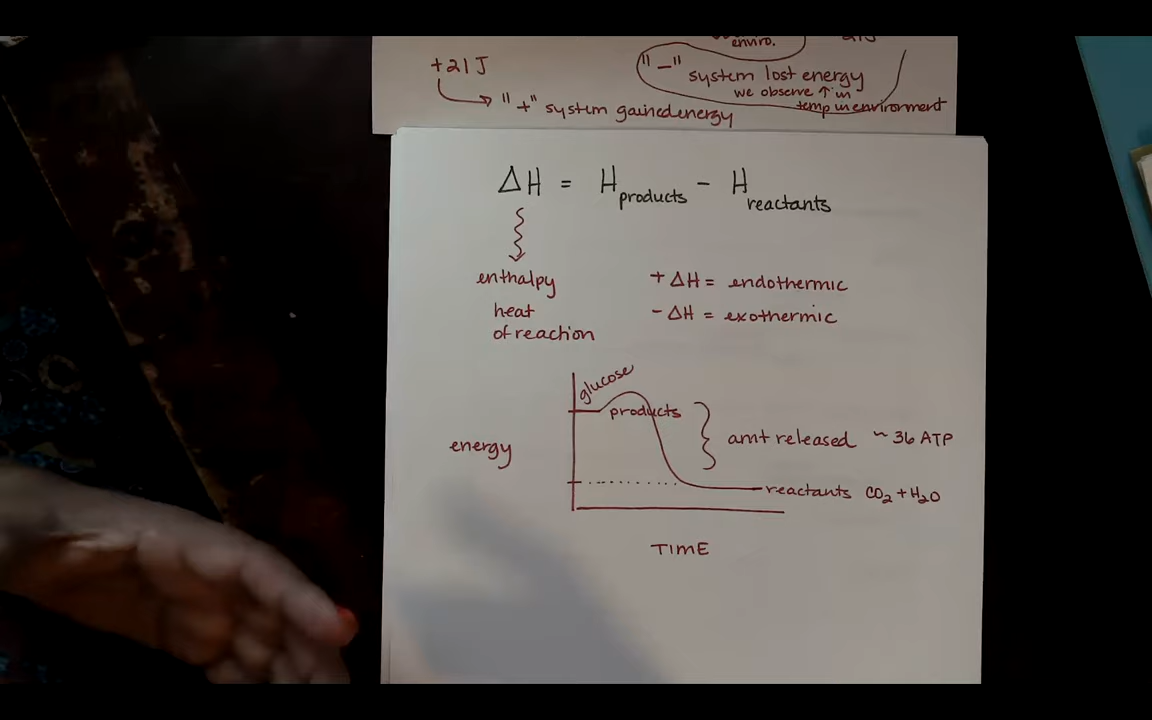 enviro.
+21J
"-" system lost energy
we observe ↑ in
temp in environment
"+" system gained energy
ΔH = H products - H reactants
enthalpy
heat
of reaction
+ ΔH = endothermic
- ΔH = exothermic
glucose
products
energy
amt released ~ 36 ATP
reactants CO₂ + H₂O
TIME